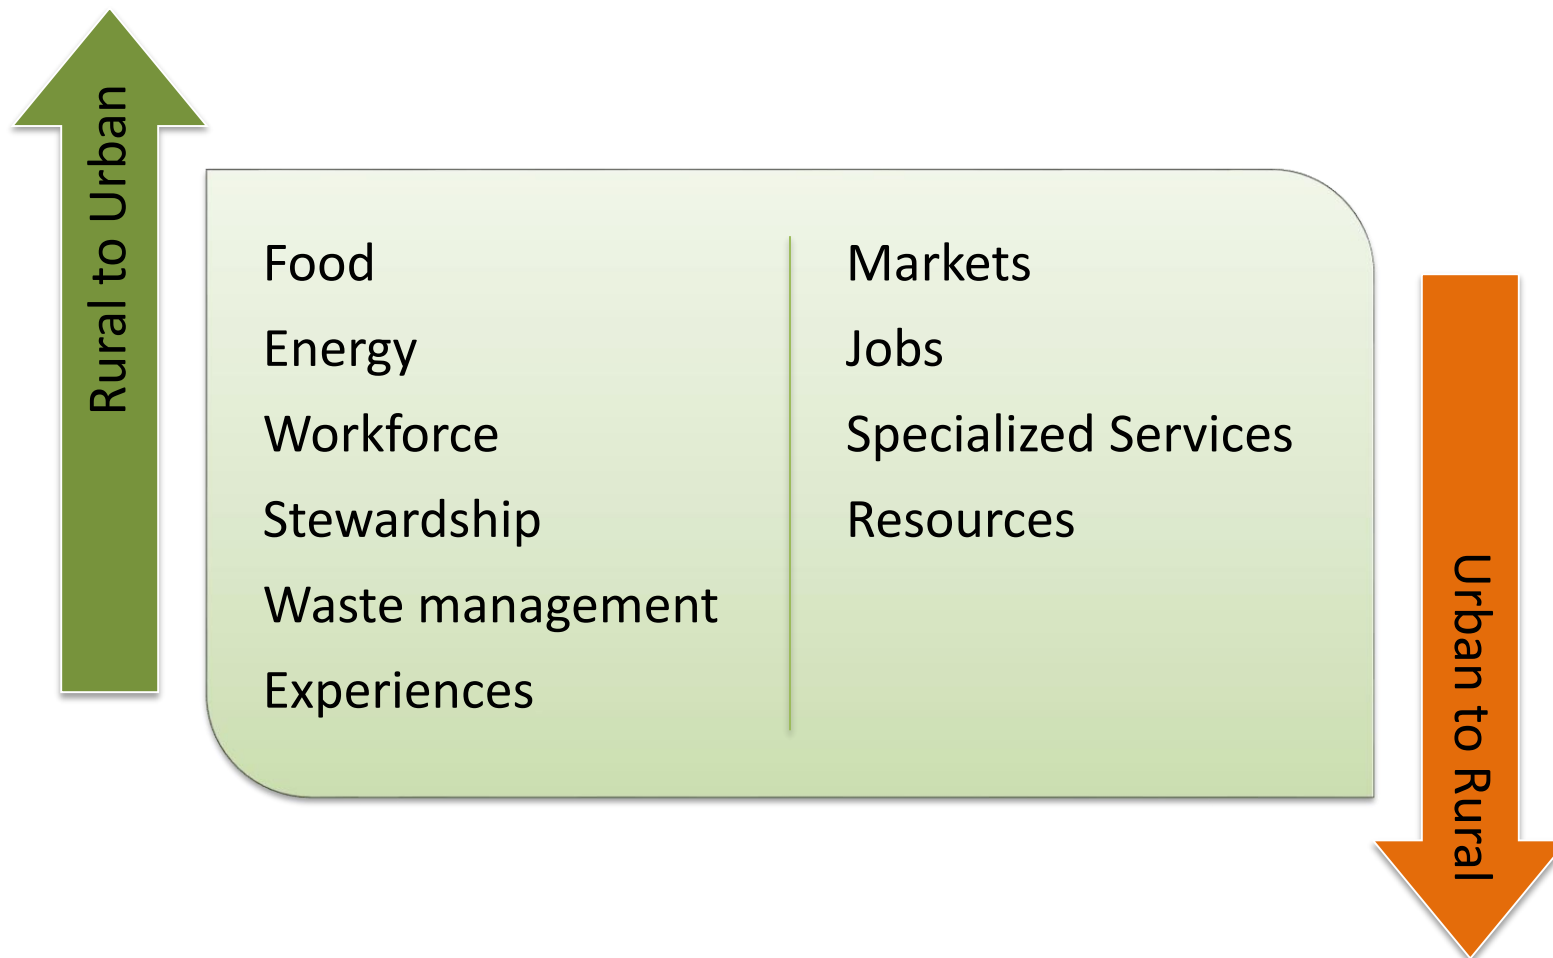 Rural to Urban
Food
Energy
Workforce
Stewardship
Waste management
Experiences
Markets
Jobs
Specialized Services
Resources
Urban to Rural